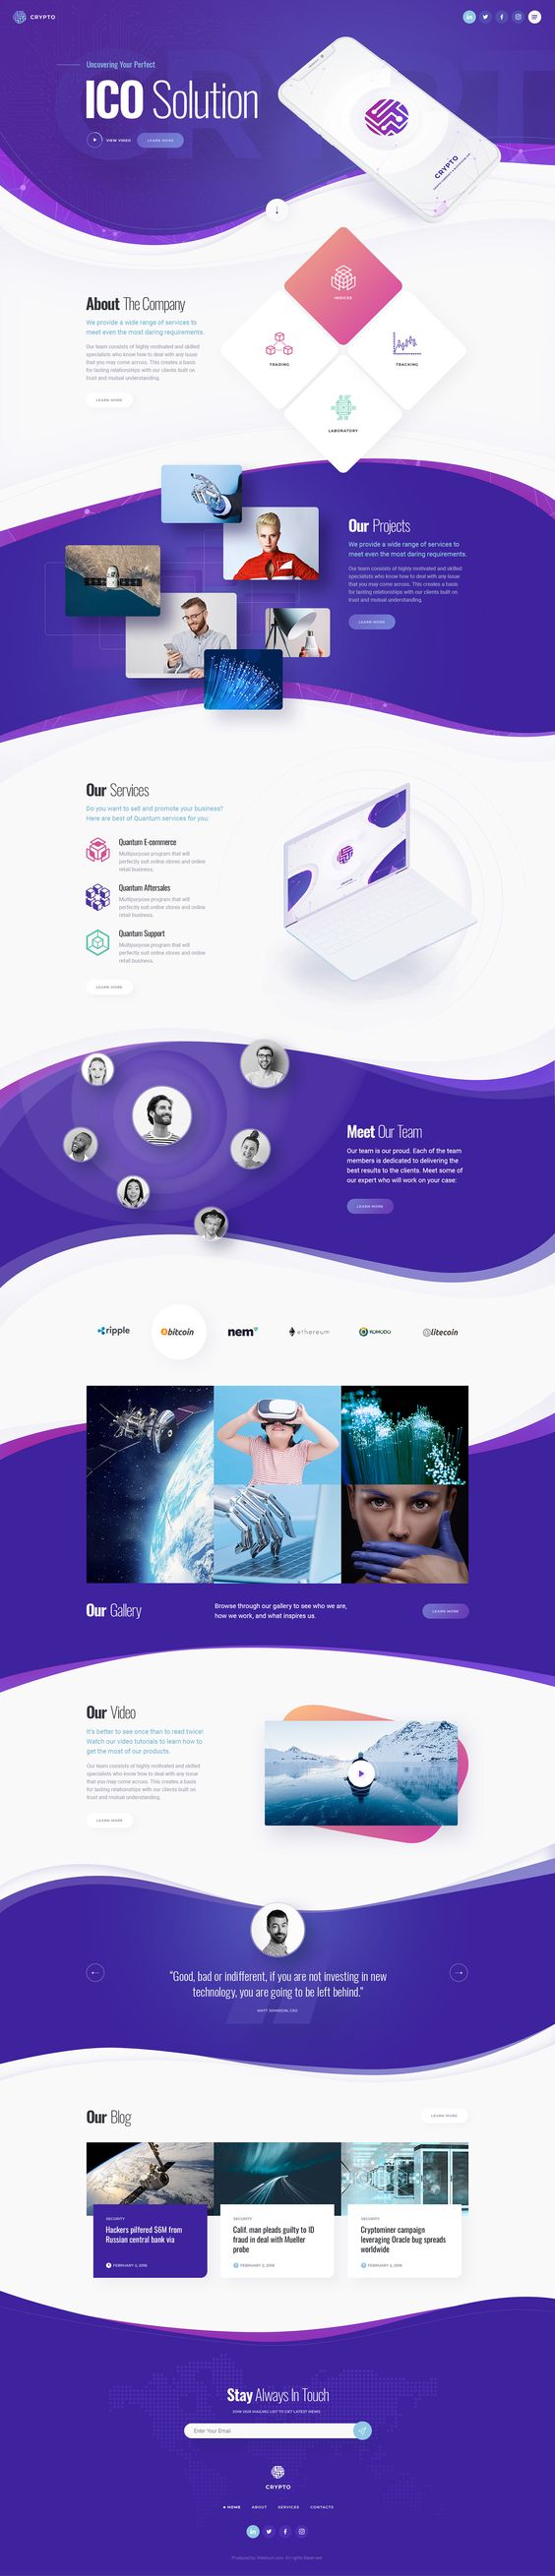 CRYPTO
Uncovering Your Perfect
ICO Solution
VIEW VIDEO
LEARN MORE
CRYPTO
About The Company
We provide a wide range of services to
meet even the most daring requirements.
Our team consists of highly motivated and skilled
specialists who know how to deal with any issue
that you may come across. This creates a basis
for lasting relationships with our clients built on
trust and mutual understanding.
LEARN MORE
INDICES
TRADING
TRACKING
LABORATORY
Our Projects
We provide a wide range of services to
meet even the most daring requirements.
Our team consists of highly motivated and skilled
specialists who know how to deal with any issue
that you may come across. This creates a basis
for lasting relationships with our clients built on
trust and mutual understanding.
LEARN MORE
Our Services
Do you want to sell and promote your business?
Here are best of Quantum services for you:
Quantum E-commerce
Multipurpose program that will
perfectly suit online stores and online
retail business.
Quantum Aftersales
Multipurpose program that will
perfectly suit online stores and online
retail business.
Quantum Support
Multipurpose program that will
perfectly suit online stores and online
retail business.
LEARN MORE
Meet Our Team
Our team is our proud. Each of the team
members is dedicated to delivering the
best results to the clients. Meet some of
our expert who will work on your case:
LEARN MORE
ripple
bitcoin
nem
ethereum
KOMODO
litecoin
Our Gallery
Browse through our gallery to see who we are,
how we work, and what inspires us.
LEARN MORE
Our Video
It's better to see once than to read twice!
Watch our video tutorials to learn how to
get the most of our products.
Our team consists of highly motivated and skilled
specialists who know how to deal with any issue
that you may come across. This creates a basis
for lasting relationships with our clients built on
trust and mutual understanding.
LEARN MORE
"Good, bad or indifferent, if you are not investing in new
technology, you are going to be left behind."
Our Blog
LEARN MORE
SECURITY
Hackers pilfered $6M from
Russian central bank via
FEBRUARY 2, 2018
SECURITY
Calif. man pleads guilty to ID
fraud in deal with Mueller
probe
FEBRUARY 2, 2018
SECURITY
Cryptominer campaign
leveraging Oracle bug spreads
worldwide
FEBRUARY 2, 2018
Stay Always In Touch
JOIN OUR MAILING LIST TO GET LATEST NEWS
Enter Your Email
CRYPTO
HOME
ABOUT
SERVICES
CONTACTS